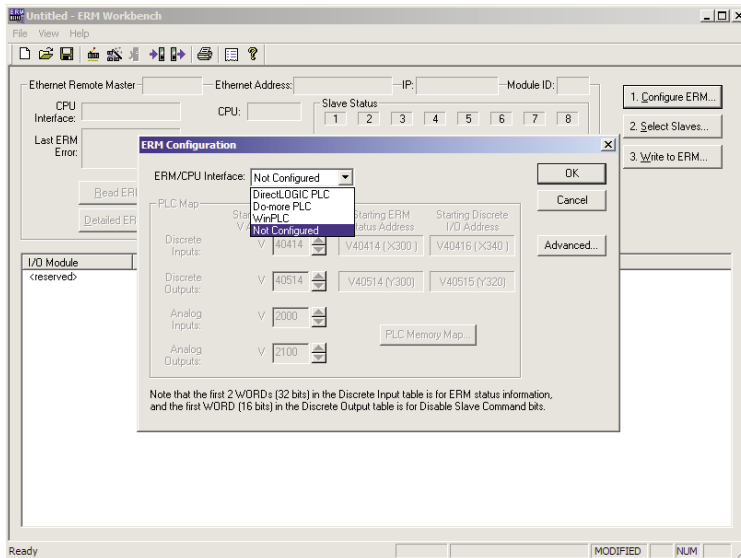 Untitled - ERM Workbench
File View Help
Ethernet Remote Master
Ethernet Address:
IP:
Module ID:
CPU Interface:
CPU:
Slave Status
1 2 3 4 5 6 7 8
Last ERM Error:
1. Configure ERM...
2. Select Slaves...
3. Write to ERM...
Read ER
Detailed ER
I/O Module
<reserved>
ERM Configuration
ERM/CPU Interface: Not Configured
DirectLOGIC PLC
Do-more PLC
WinPLC
Not Configured
OK
Cancel
Advanced...
PLC Map
Starting ERM Status Address
Starting Discrete I/O Address
Discrete Inputs: V 40414 V40414 (X300 ) V40416 (X340 )
Discrete Outputs: V 40514 V40514 (Y300) V40515 (Y320)
Analog Inputs: V 2000
Analog Outputs: V 2100
PLC Memory Map...
Note that the first 2 WORDs (32 bits) in the Discrete Input table is for ERM status information,
and the first WORD (16 bits) in the Discrete Output table is for Disable Slave Command bits.
Ready
MODIFIED NUM